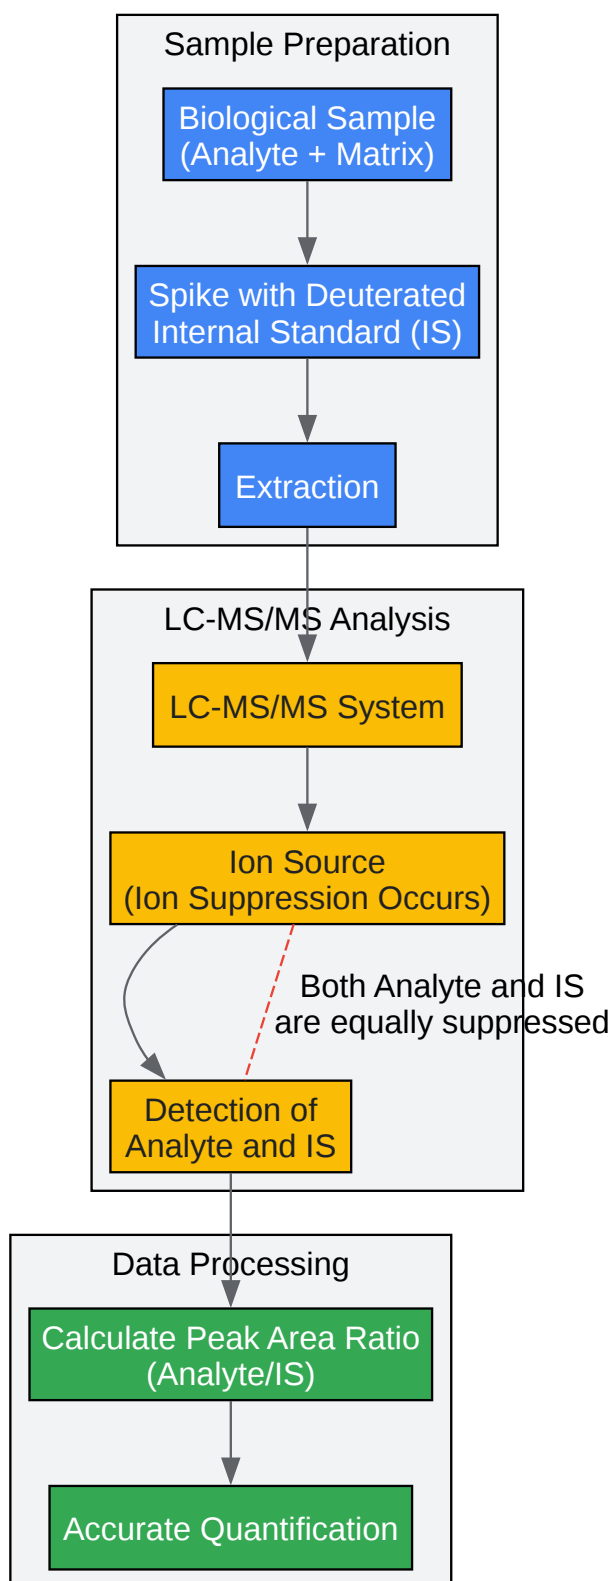 Sample Preparation
Biological Sample
(Analyte + Matrix)
Spike with Deuterated
Internal Standard (IS)
Extraction
LC-MS/MS Analysis
LC-MS/MS System
Ion Source
(Ion Suppression Occurs)
Both Analyte and IS
are equally suppressed
Detection of
Analyte and IS
Data Processing
Calculate Peak Area Ratio
(Analyte/IS)
Accurate Quantification